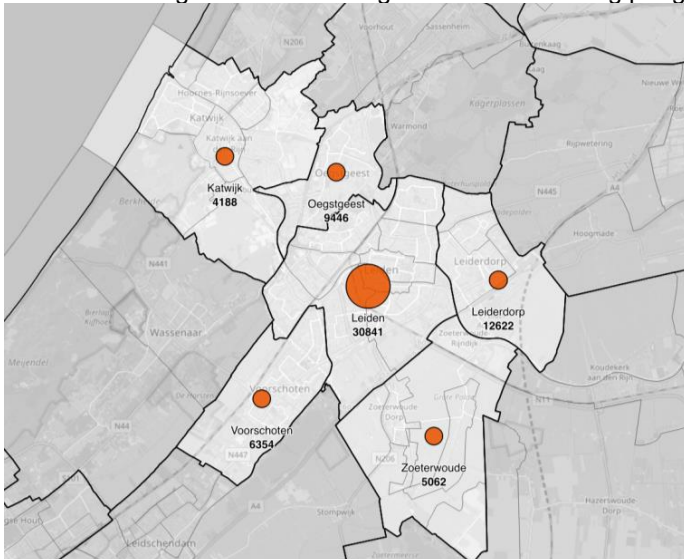 N206
Voorhout
Sassenheim
Nieuwe We
Hoornes-Rijnsoever
Kagerplassen
Katwijk
Warmond
Katwijk aan
Rijpwetering
A4
Katwijk
4188
Oegstgeest
9446
N445
Hoogmade
N441
Leiderdorp
Leiden
30841
Leiderdorp
12622
Wassenaar
Zoeterwoude
Rijndijk
Meijendel
Koudekerk
aan den Rijn
Voorschoten
N11
N44
Voorschoten
6354
Zoeterwoude
Dorp
N447
N206
Zoeterwoude
5062
A4
Stompwijk
Hazerswoude
Dorp
Leidschendam
Zoetermeer